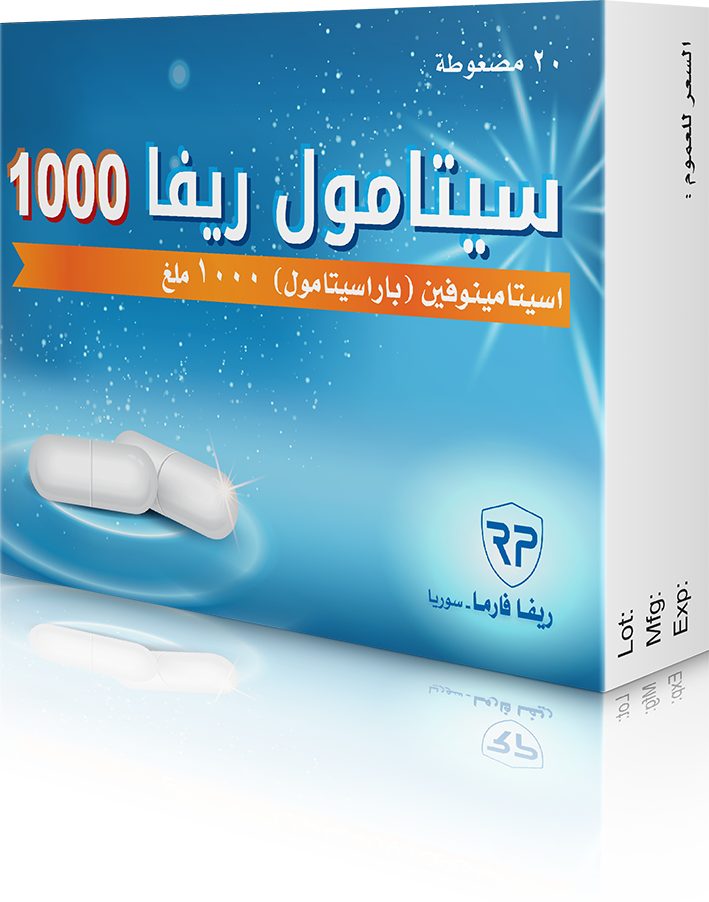 ٢٠ مضغوطة
سيتامول ريفا 1000
اسيتامينوفين (باراسيتامول) ١٠٠٠ ملغ
RP
ريفا فارما - سوريا
السعر للعموم :
Lot:
Mfg:
Exp: